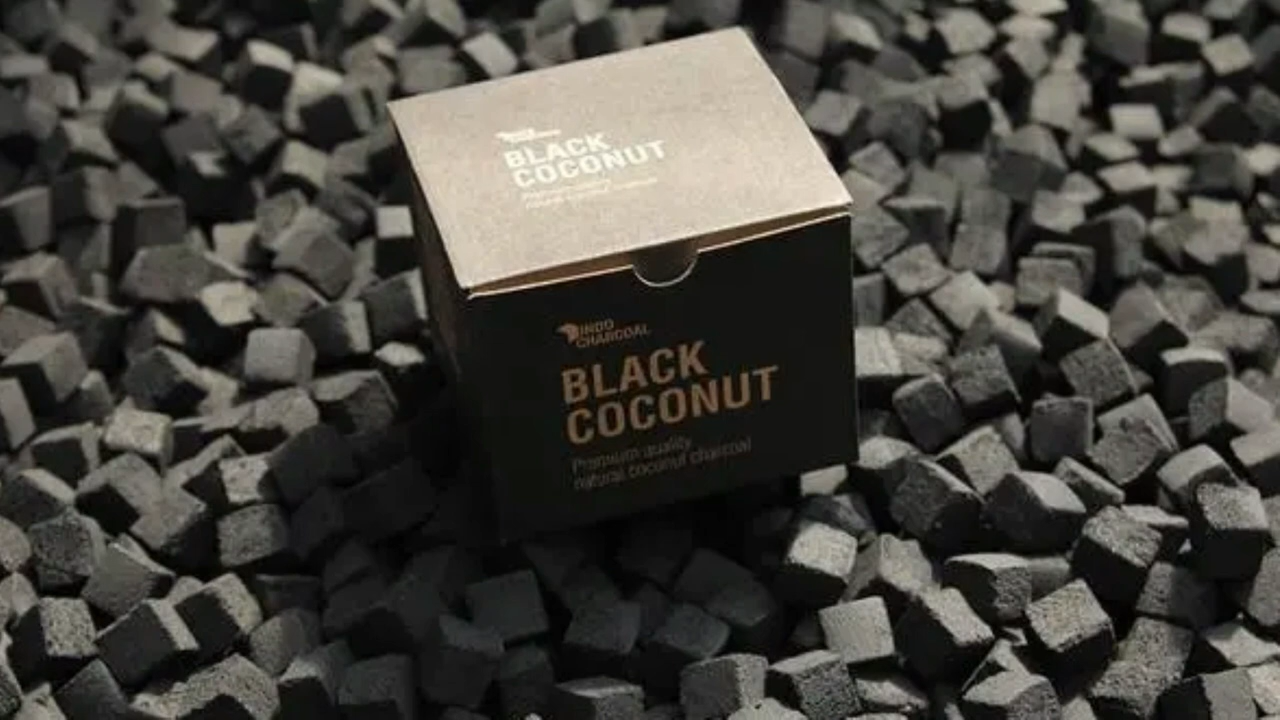 BLACK
COCONUT
INDO
CHARCOAL
BLACK
COCONUT
Premium quality
natural coconut charcoal